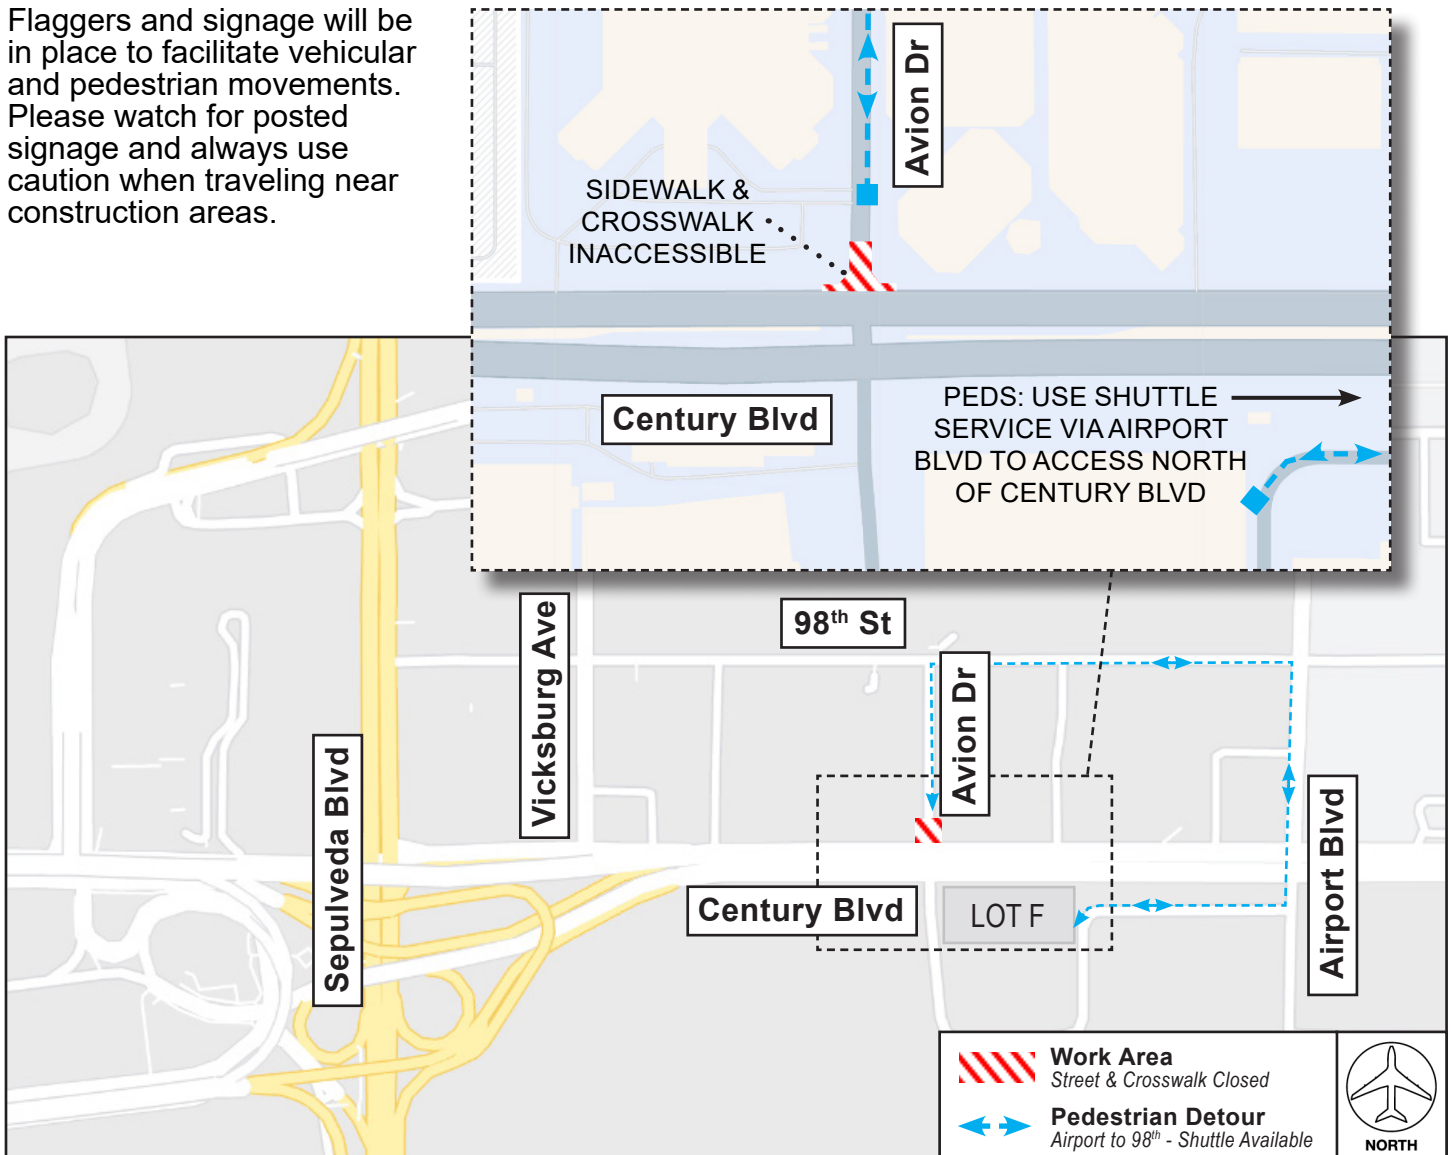 Flaggers and signage will be
in place to facilitate vehicular
and pedestrian movements.
Please watch for posted
signage and always use
caution when traveling near
construction areas.
Avion Dr
SIDEWALK &
CROSSWALK
INACCESSIBLE
Century Blvd
PEDS: USE SHUTTLE
SERVICE VIA AIRPORT
BLVD TO ACCESS NORTH
OF CENTURY BLVD
98th St
Vicksburg Ave
Avion Dr
Sepulveda Blvd
Airport Blvd
Century Blvd
LOT F
Work Area
Street & Crosswalk Closed
Pedestrian Detour
Airport to 98th - Shuttle Available
NORTH